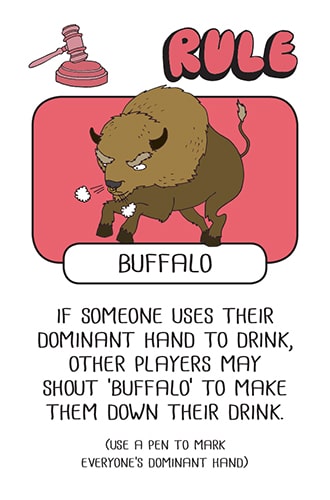 RULE
BUFFALO
IF SOMEONE USES THEIR
DOMINANT HAND TO DRINK,
OTHER PLAYERS MAY
SHOUT 'BUFFALO' TO MAKE
THEM DOWN THEIR DRINK.
(USE A PEN TO MARK
EVERYONE'S DOMINANT HAND)